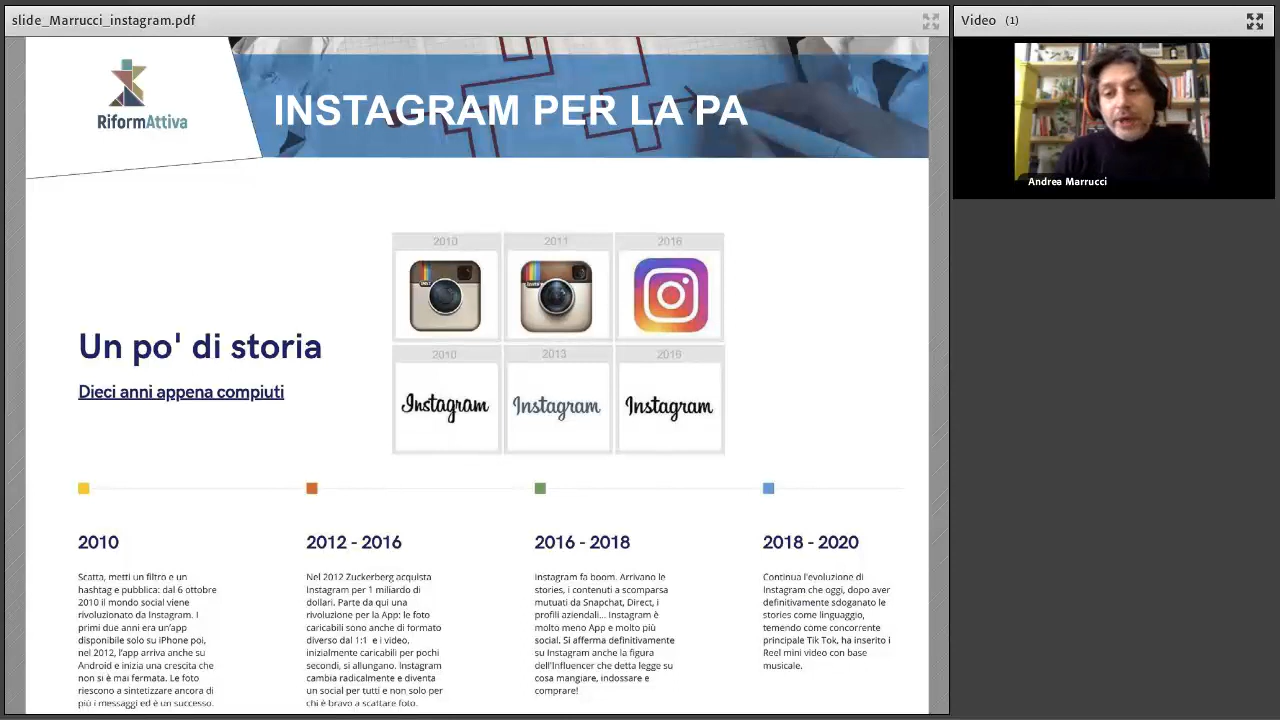 slide_Marrucci_instagram.pdf
Video (1)
RiformAttiva
INSTAGRAM PER LA PA
Andrea Marrucci
2010
2011
2016
Un po' di storia
Dieci anni appena compiuti
2010
2013
2019
Instagram
Instagram
Instagram
2010
Scatta, metti un filtro e un
hashtag e pubblica: dal 6 ottobre
2010 il mondo social viene
rivoluzionato da Instagram. I
primi due anni era un'app
disponibile solo su iPhone poi,
nel 2012, l'app arriva anche su
Android e inizia una crescita che
non si è mai fermata. Le foto
riescono a sintetizzare ancora di
più i messaggi ed è un successo.
2012 - 2016
Nel 2012 Zuckerberg acquista
Instagram per 1 miliardo di
dollari. Parte da qui una
rivoluzione per la App: le foto
caricabili sono anche di formato
diverso dal 1:1 e i video,
inizialmente caricabili per pochi
secondi, si allungano. Instagram
cambia radicalmente e diventa
un social per tutti e non solo per
chi è bravo a scattare foto.
2016 - 2018
Instagram fa boom. Arrivano le
stories, i contenuti a scomparsa
mutuati da Snapchat, Direct, i
profili aziendali... Instagram è
molto meno App e molto più
social. Si afferma definitivamente
su Instagram anche la figura
dell'Influencer che detta legge su
cosa mangiare, indossare e
comprare!
2018 - 2020
Continua l'evoluzione di
Instagram che oggi, dopo aver
definitivamente sdoganato le
stories come linguaggio,
temendo come concorrente
principale Tik Tok, ha inserito i
Reel mini video con base
musicale.